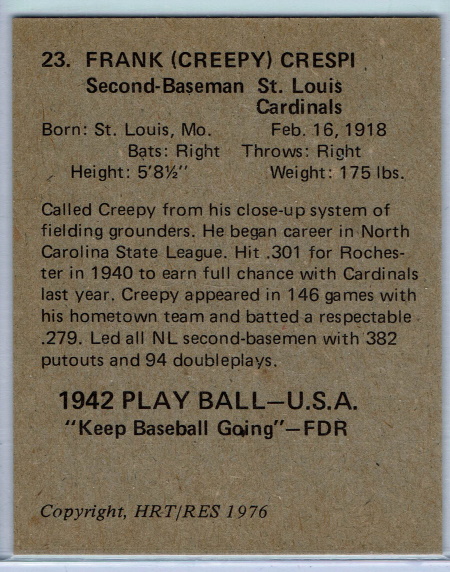 23. FRANK (CREEPY) CRESPI
Second-Baseman St. Louis
Cardinals
Born: St. Louis, Mo. Feb. 16, 1918
Bats: Right Throws: Right
Height: 5'8½" Weight: 175 lbs.
Called Creepy from his close-up system of
fielding grounders. He began career in North
Carolina State League. Hit .301 for Roches-
ter in 1940 to earn full chance with Cardinals
last year. Creepy appeared in 146 games with
his hometown team and batted a respectable
.279. Led all NL second-basemen with 382
putouts and 94 doubleplays.
1942 PLAY BALL—U.S.A.
"Keep Baseball Going"—FDR
Copyright, HRT/RES 1976